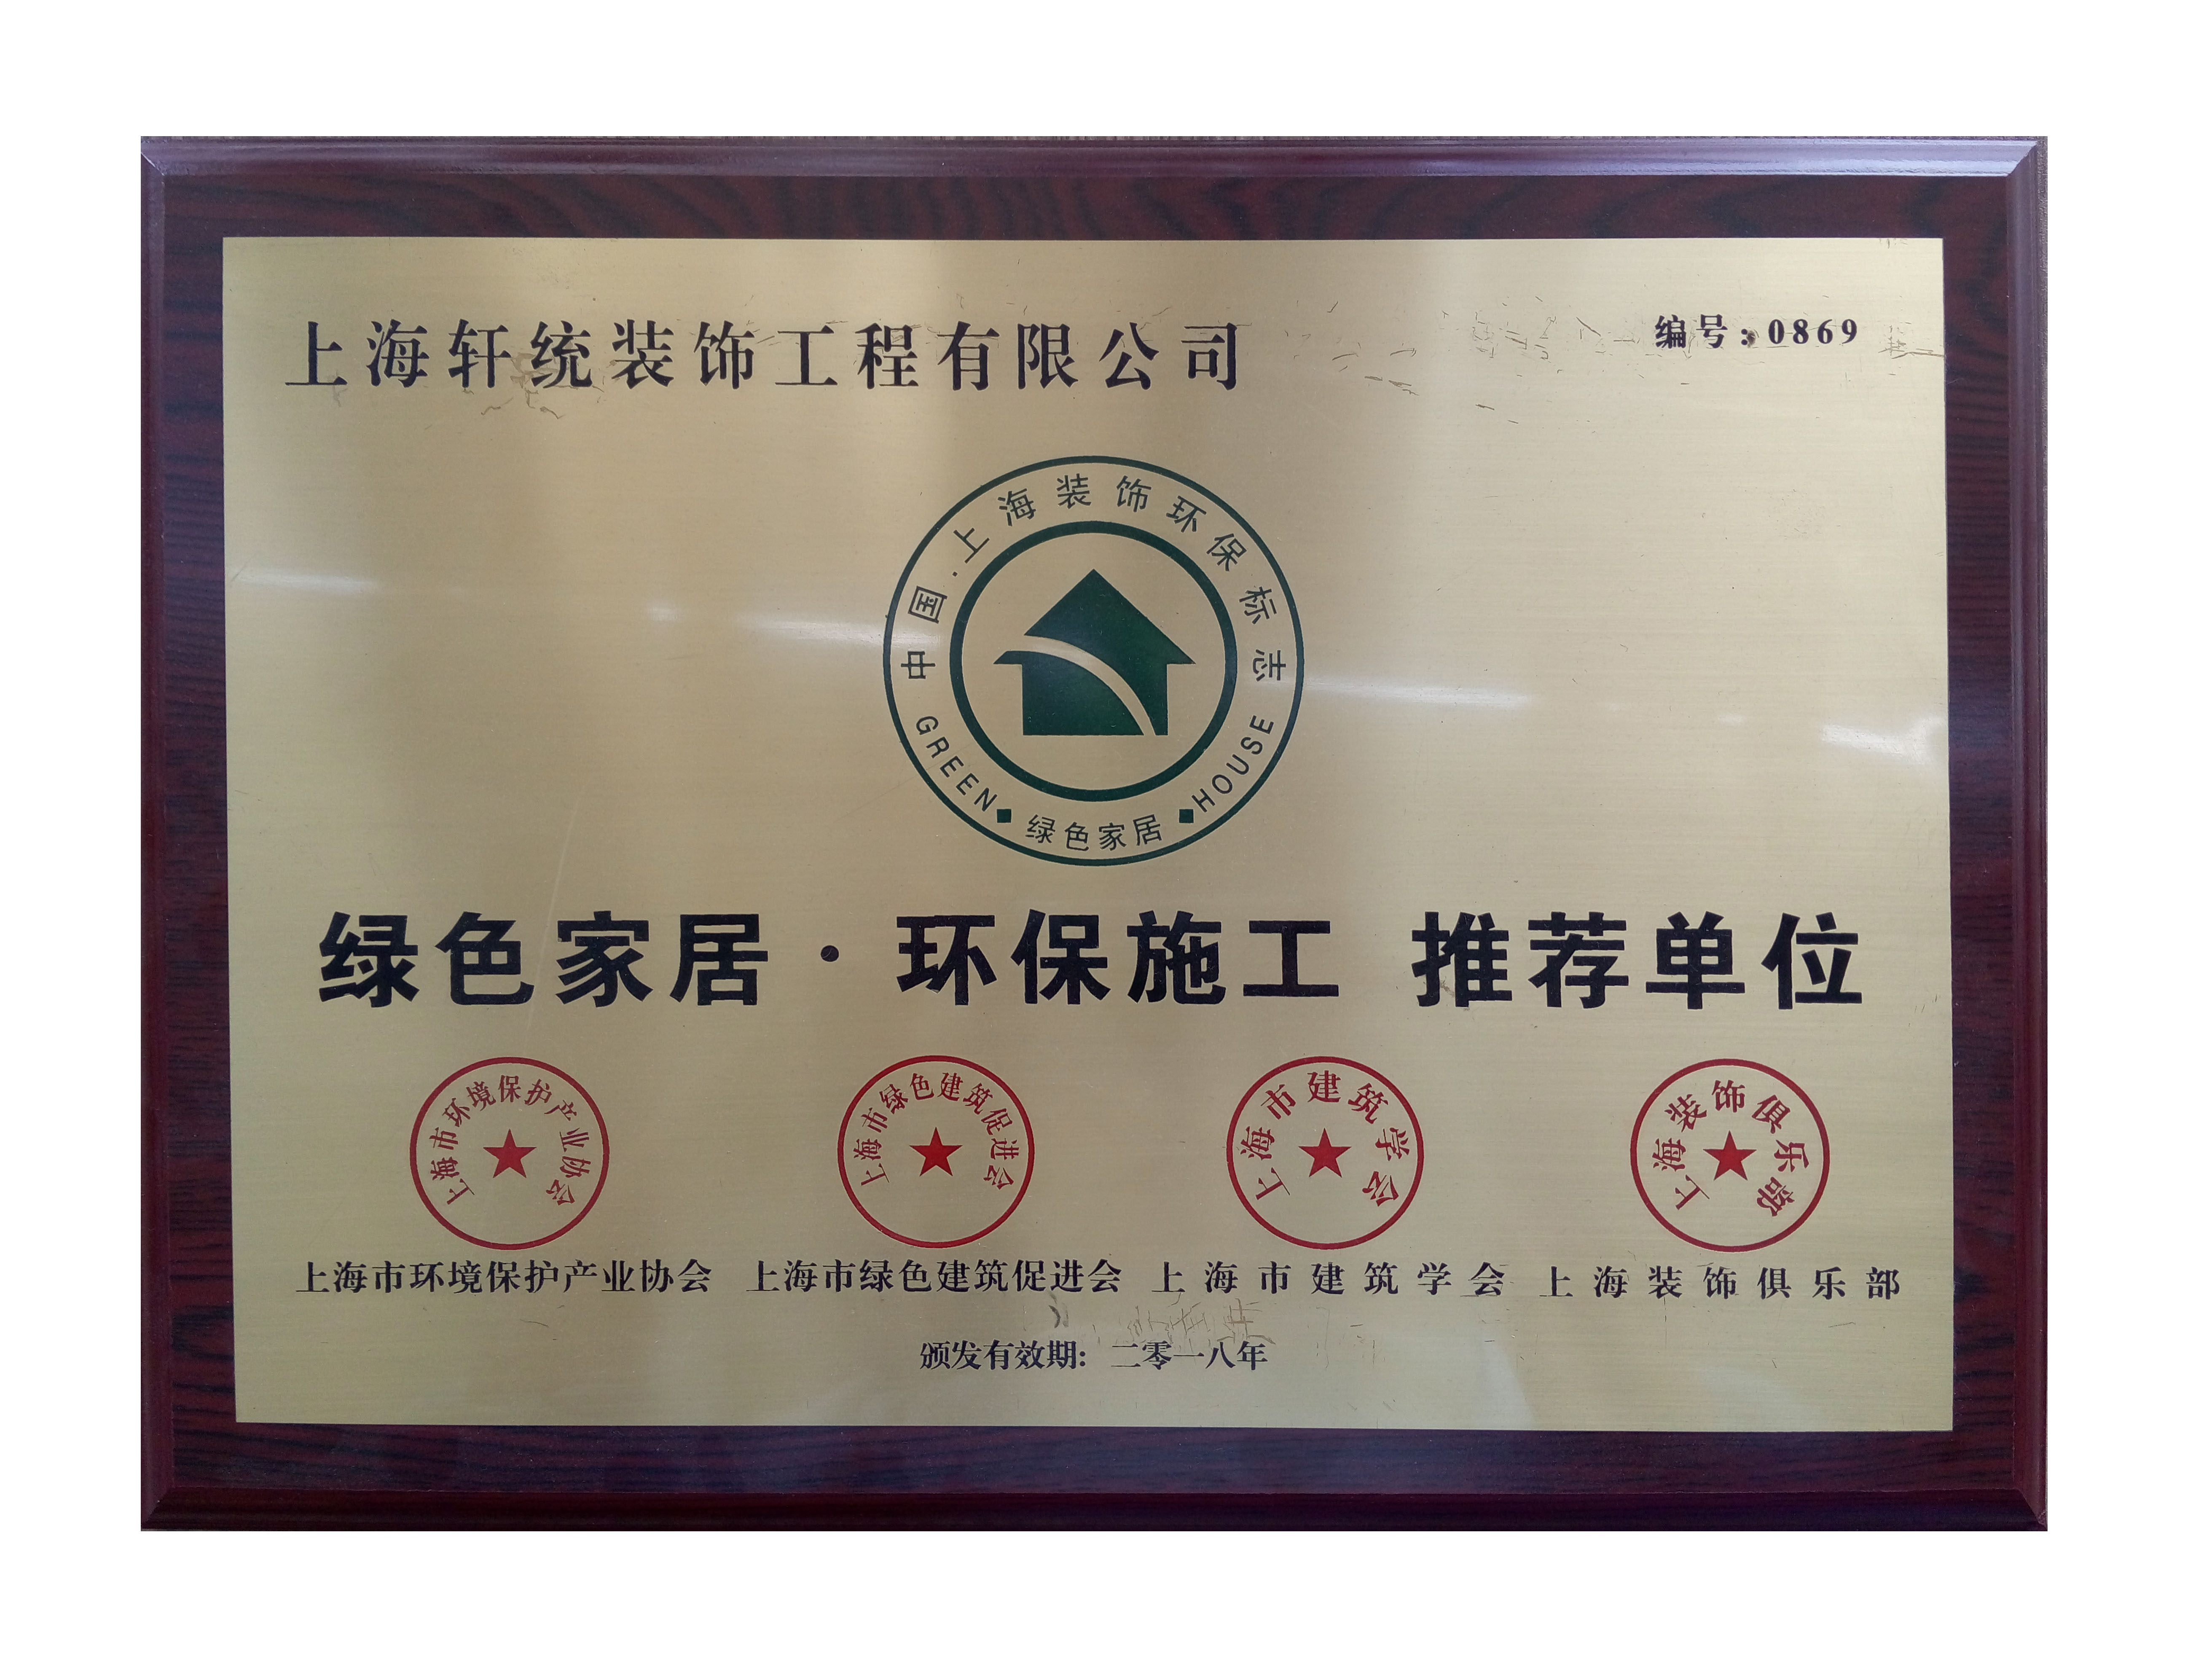 上海轩统装饰工程有限公司
编号：0869
中国·上海装饰环保标志
GREEN 绿色家居 HOUSE
绿色家居·环保施工 推荐单位
上海市环境保护产业协会
上海市绿色建筑促进会
上海市建筑学会
上海装饰俱乐部
上海市环境保护产业协会 上海市绿色建筑促进会 上海市建筑学会 上海装饰俱乐部
颁发有效期：二零一八年